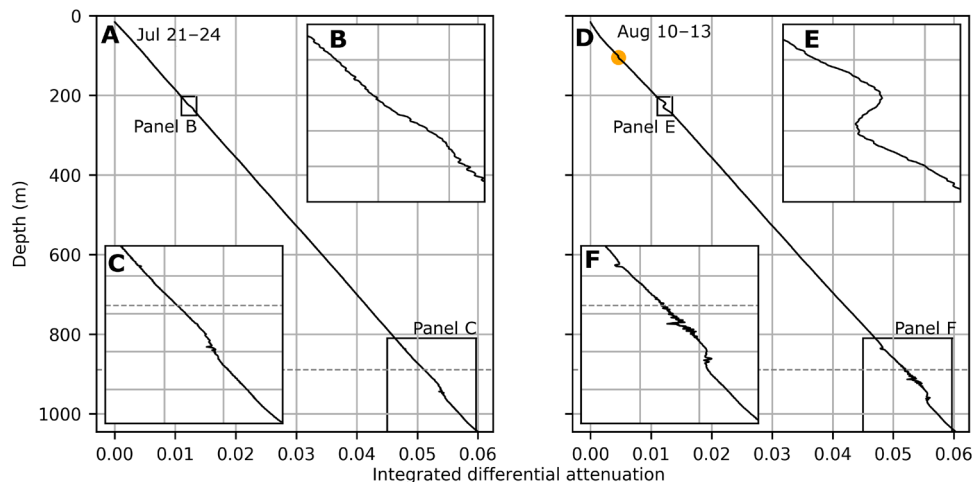 A Jul 21–24
B
Panel B
C
Panel C
D Aug 10–13
E
Panel E
F
Panel F
0
200
400
600
800
1000
Depth (m)
0.00 0.01 0.02 0.03 0.04 0.05 0.06
0.00 0.01 0.02 0.03 0.04 0.05 0.06
Integrated differential attenuation